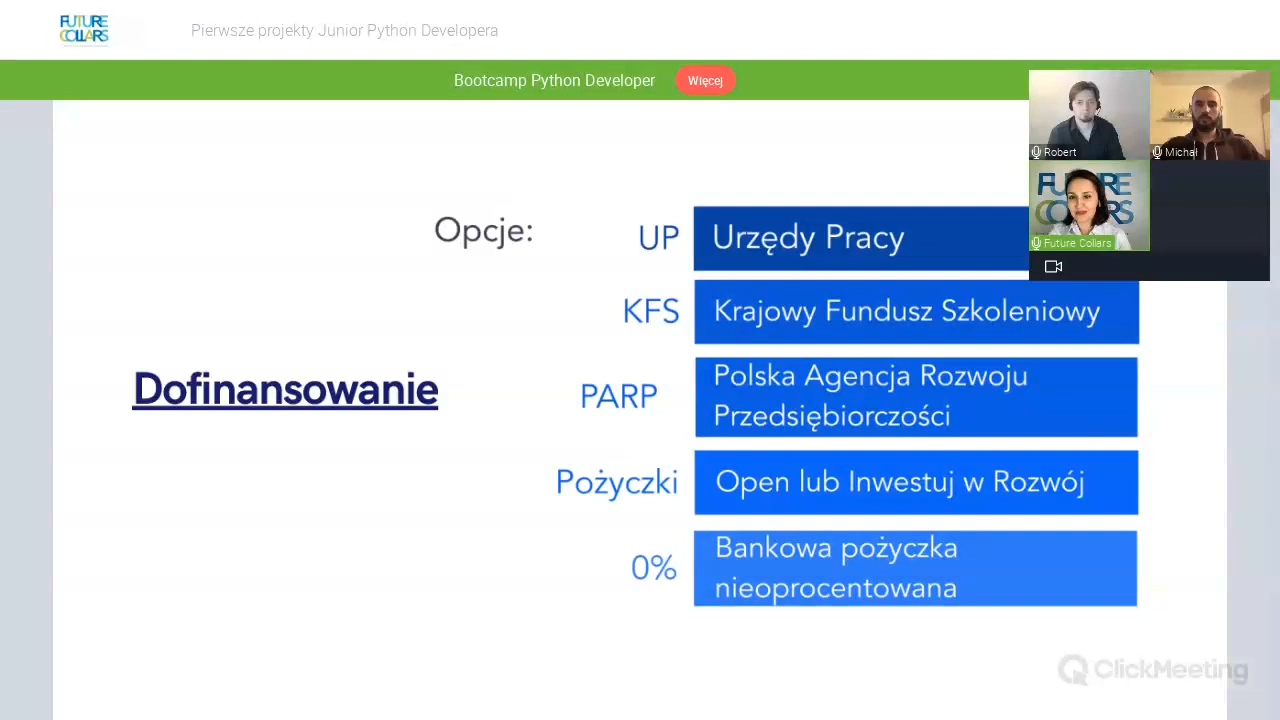 FUTURE
COLLARS
Pierwsze projekty Junior Python Developera
Bootcamp Python Developer
Więcej
Robert
Michał
FUTURE
COLLARS
Future Collars
Opcje:
UP
Urzędy Pracy
KFS
Krajowy Fundusz Szkoleniowy
Dofinansowanie
PARP
Polska Agencja Rozwoju
Przedsiębiorczości
Pożyczki
Open lub Inwestuj w Rozwój
0%
Bankowa pożyczka
nieoprocentowana
ClickMeeting